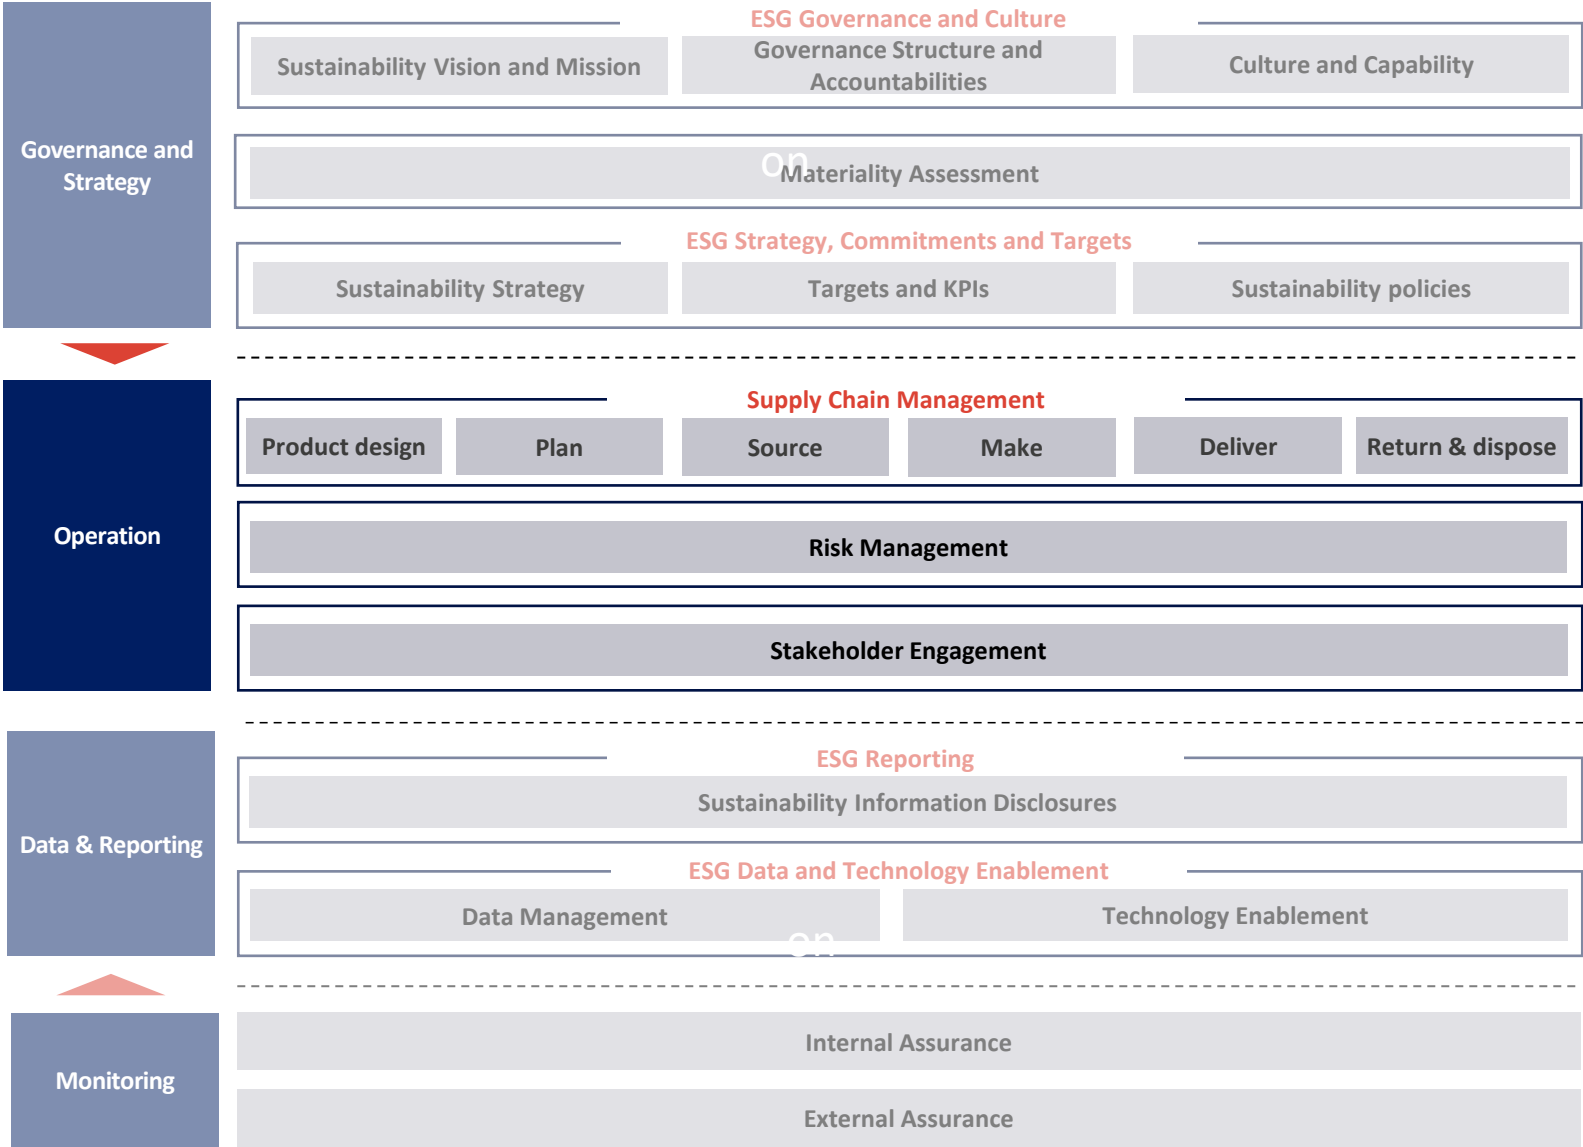 ESG Governance and Culture
Sustainability Vision and Mission
Governance Structure and
Accountabilities
Culture and Capability
Governance and
Strategy
on
Materiality Assessment
ESG Strategy, Commitments and Targets
Sustainability Strategy
Targets and KPIs
Sustainability policies
Supply Chain Management
Product design
Plan
Source
Make
Deliver
Return & dispose
Operation
Risk Management
Stakeholder Engagement
ESG Reporting
Sustainability Information Disclosures
Data & Reporting
ESG Data and Technology Enablement
Data Management
Technology Enablement
on
Internal Assurance
Monitoring
External Assurance